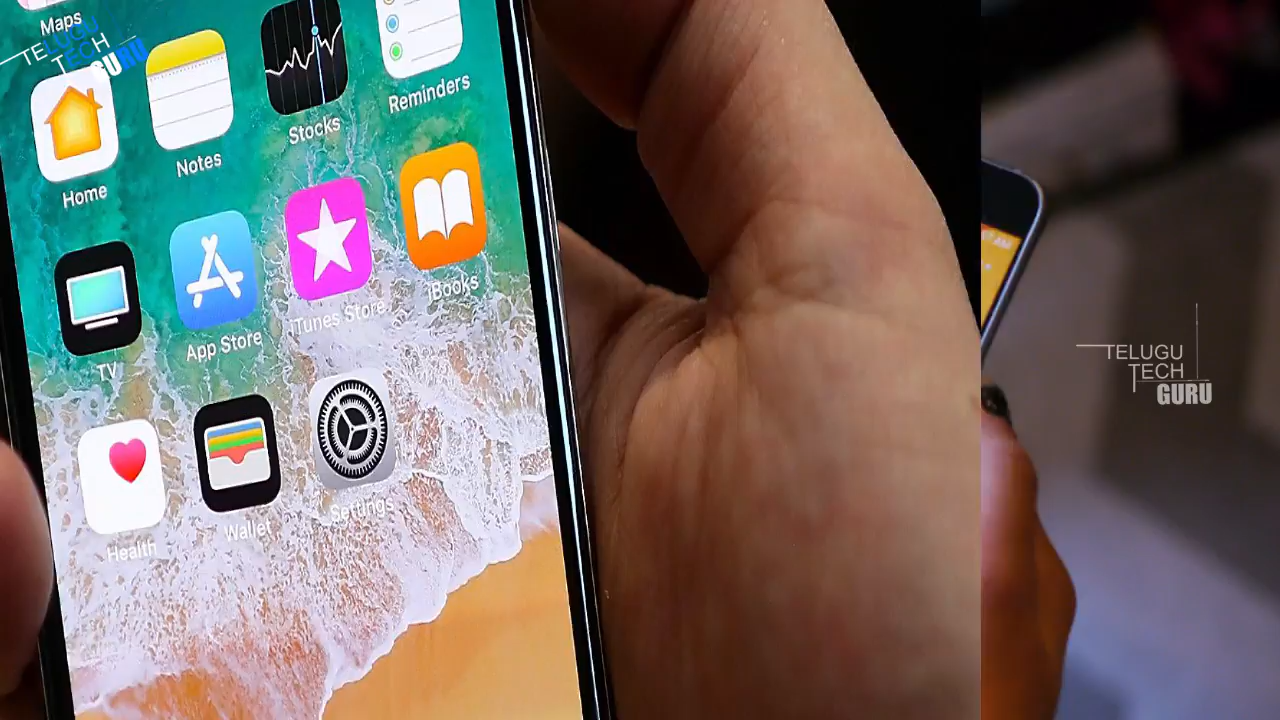 Maps
TELUGU
TECH
GURU
Home
Notes
Stocks
Reminders
TV
App Store
iTunes Store
iBooks
Health
Wallet
Settings
TELUGU
TECH
GURU